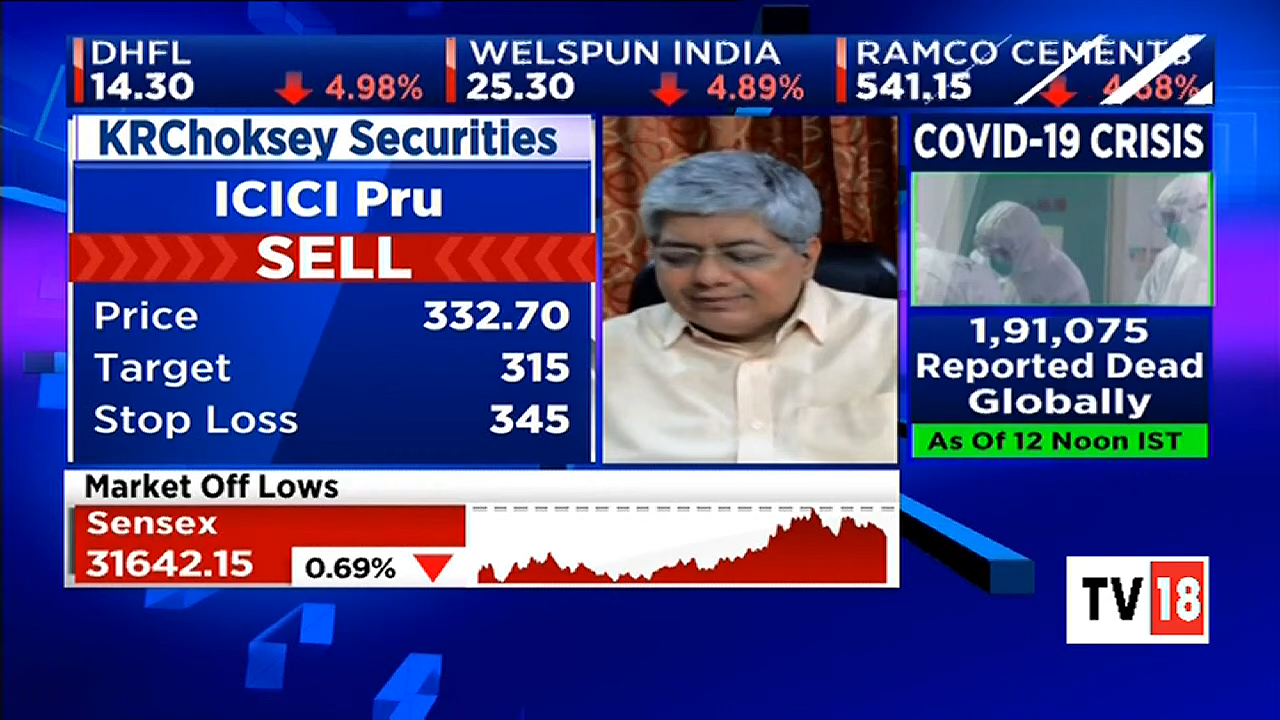 DHFL
14.30 4.98%
WELSPUN INDIA
25.30 4.89%
RAMCO CEMENTS
541.15
KRChoksey Securities
ICICI Pru
SELL
Price 332.70
Target 315
Stop Loss 345
COVID-19 CRISIS
1,91,075
Reported Dead
Globally
As Of 12 Noon IST
Market Off Lows
Sensex
31642.15 0.69%
TV18